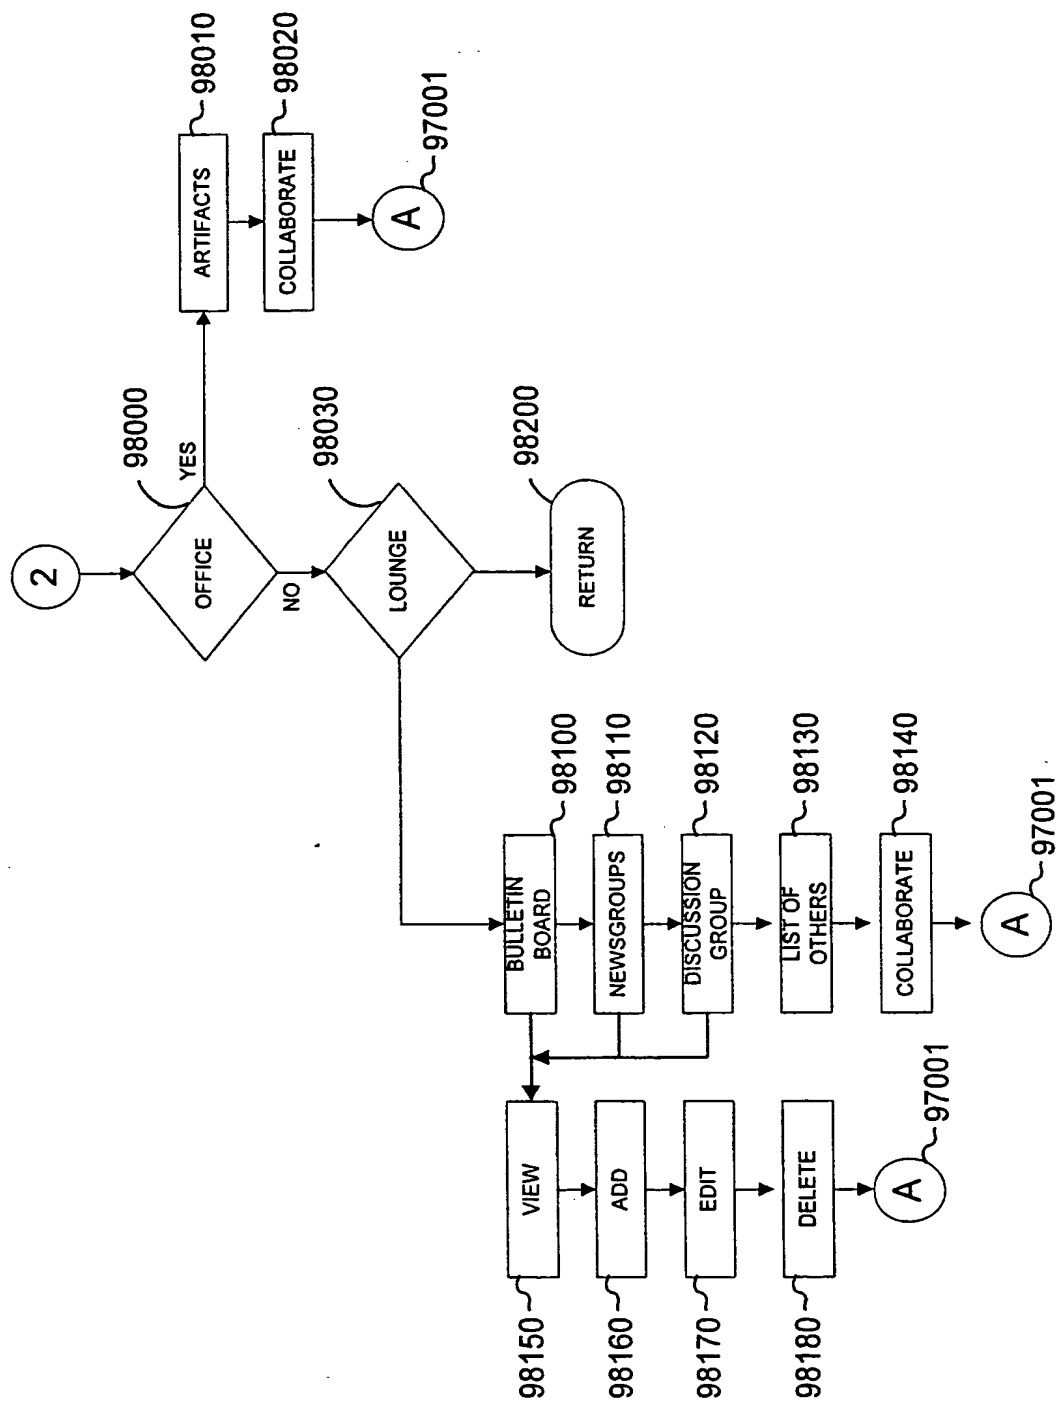 2
98000
OFFICE
YES
NO
98010
ARTIFACTS
98020
COLLABORATE
A
97001
98030
LOUNGE
98200
RETURN
98100
BULLETIN
BOARD
98110
NEWSGROUPS
98120
DISCUSSION
GROUP
98130
LIST OF
OTHERS
98140
COLLABORATE
A
97001
98150
VIEW
98160
ADD
98170
EDIT
98180
DELETE
A
97001